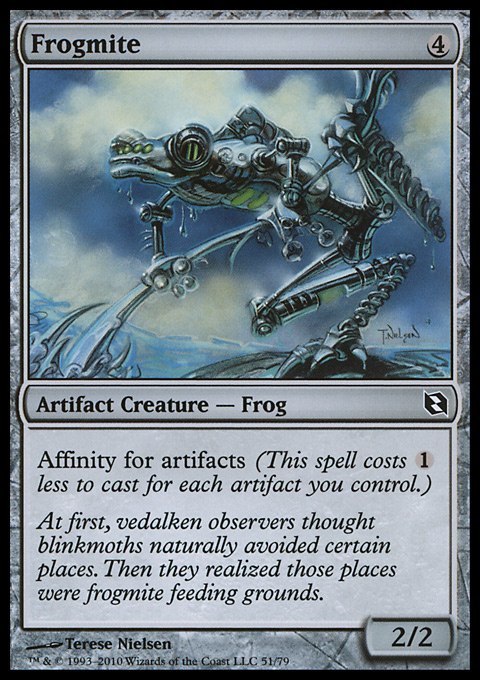 Frogmite 4
T. Nielsen
Artifact Creature — Frog
Affinity for artifacts (This spell costs 1
less to cast for each artifact you control.)
At first, vedalken observers thought
blinkmoths naturally avoided certain
places. Then they realized those places
were frogmite feeding grounds.
2/2
Terese Nielsen
™ & © 1993–2010 Wizards of the Coast LLC 51/79